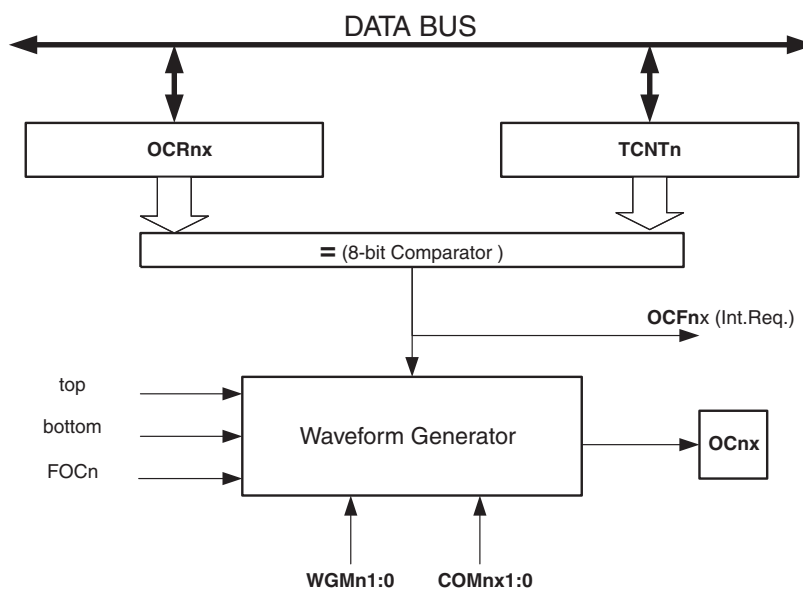 DATA BUS
OCRnx
TCNTn
= (8-bit Comparator )
OCFnx (Int.Req.)
top
bottom
FOCn
Waveform Generator
OCnx
WGMn1:0
COMnx1:0